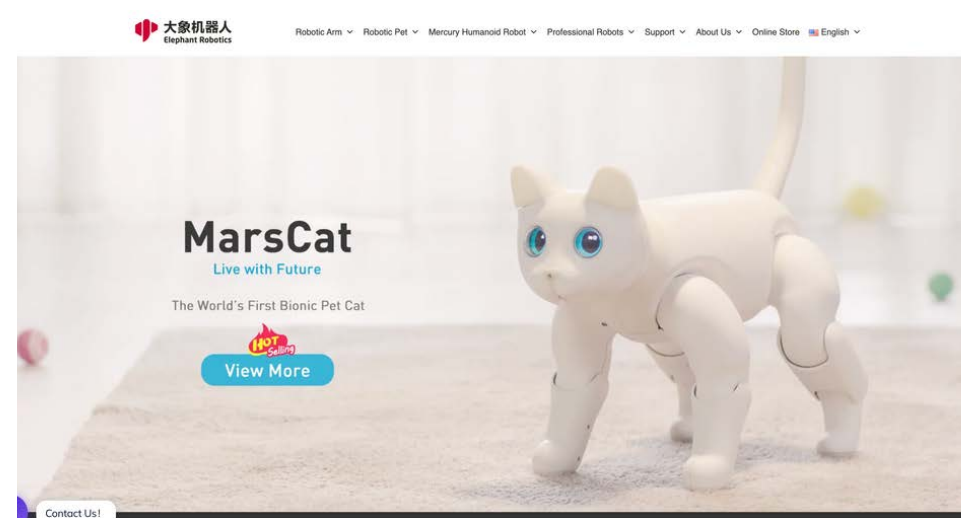 大象机器人
Elephant Robotics
Robotic Arm Robotic Pet Mercury Humanoid Robot Professional Robots Support About Us Online Store English
MarsCat
Live with Future
The World's First Bionic Pet Cat
HOT
Selling
View More
Contact Us!